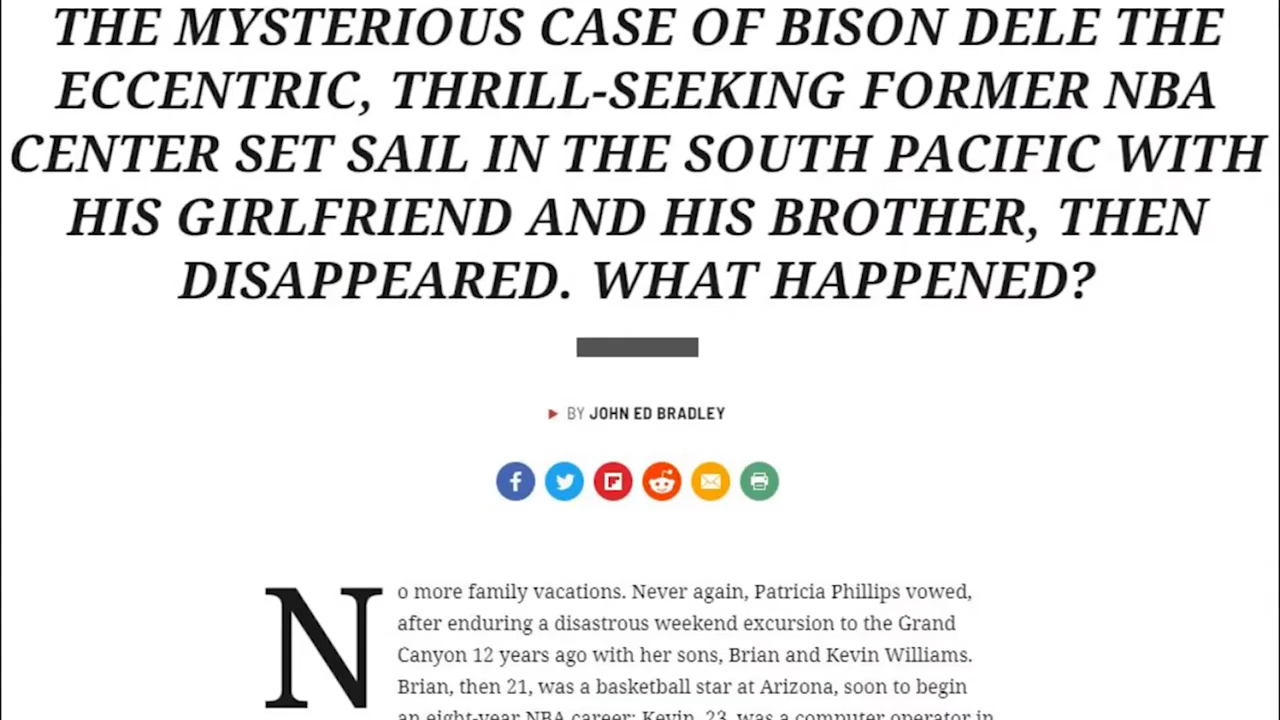 THE MYSTERIOUS CASE OF BISON DELE THE
ECCENTRIC, THRILL-SEEKING FORMER NBA
CENTER SET SAIL IN THE SOUTH PACIFIC WITH
HIS GIRLFRIEND AND HIS BROTHER, THEN
DISAPPEARED. WHAT HAPPENED?
BY JOHN ED BRADLEY
No more family vacations. Never again, Patricia Phillips vowed,
after enduring a disastrous weekend excursion to the Grand
Canyon 12 years ago with her sons, Brian and Kevin Williams.
Brian, then 21, was a basketball star at Arizona, soon to begin
an eight-year NBA career; Kevin, 23, was a computer operator in